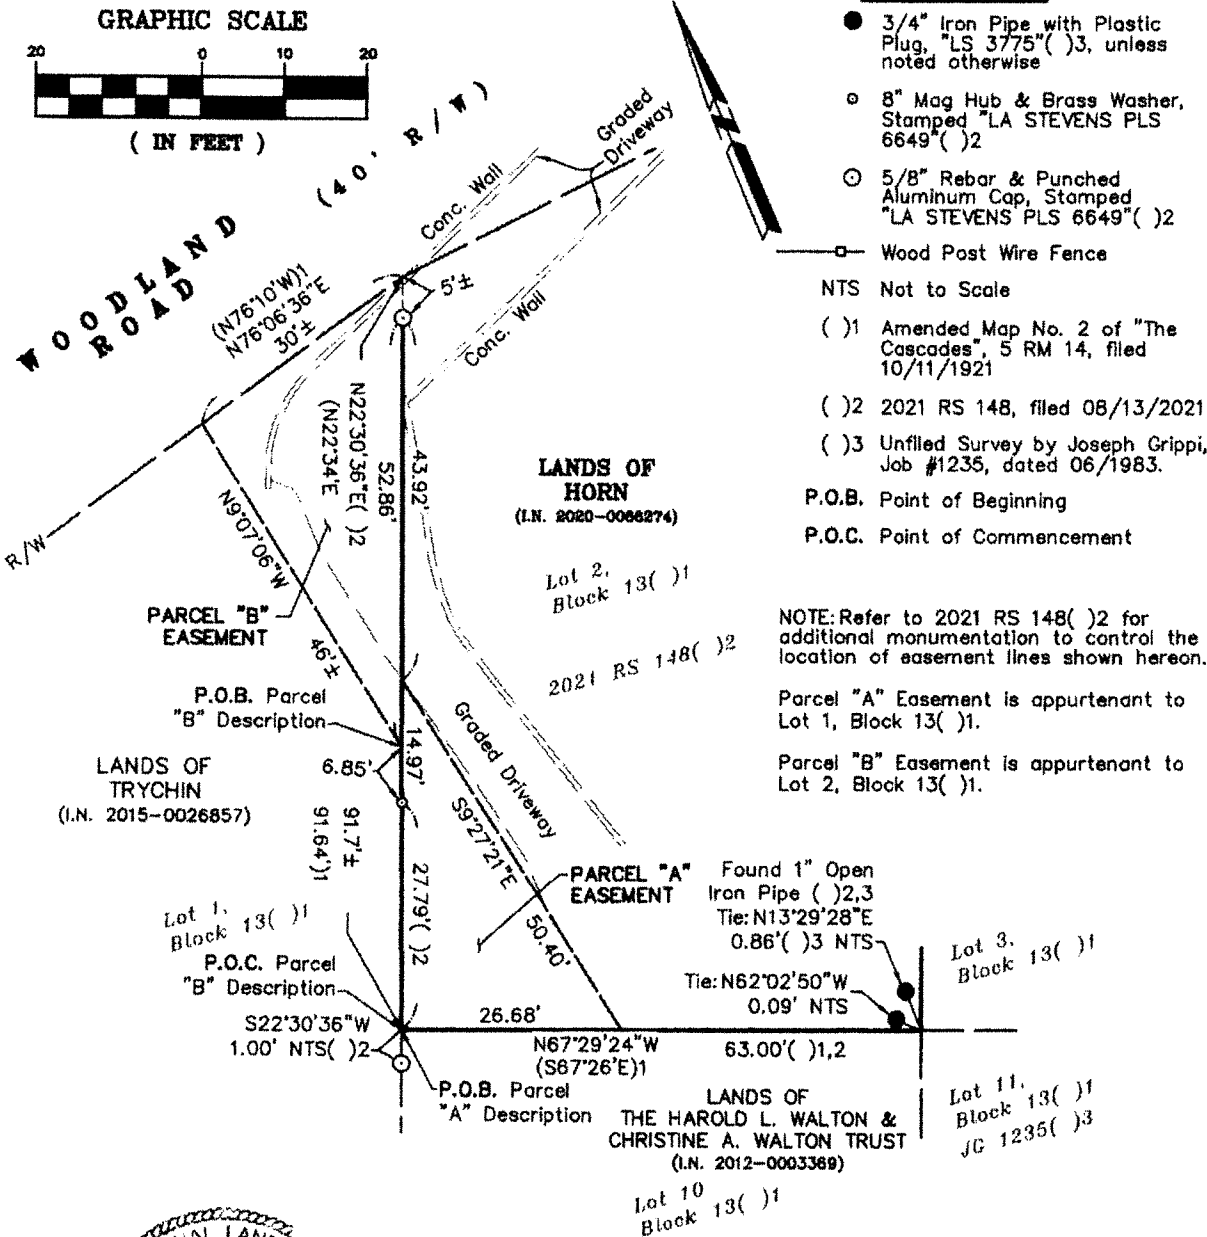 GRAPHIC SCALE
20 0 10 20
( IN FEET )
WOODLAND
ROAD
(40' R/W)
(N76°10'W)1
N76°06'36"E
30'±
R/W
Conc. Wall
Graded
Driveway
5'±
Conc. Wall
N22°30'36"E( )2
(N22°34'E
43.92'
52.86'
N9°07'06"W
46'±
PARCEL "B"
EASEMENT
P.O.B. Parcel
"B" Description
6.85'
14.97'
LANDS OF
TRYCHIN
(I.N. 2015-0026857)
91.7'±
91.64')1
27.79'( )2
Graded Driveway
S9°27'21"E
50.40'
PARCEL "A"
EASEMENT
LANDS OF
HORN
(I.N. 2020-0066274)
Lot 2,
Block 13( )1
2021 RS 148( )2
Lot 1,
Block 13( )1
P.O.C. Parcel
"B" Description
S22°30'36"W
1.00' NTS( )2
26.68'
N67°29'24"W
(S67°26'E)1
63.00'( )1,2
P.O.B. Parcel
"A" Description
Found 1" Open
Iron Pipe ( )2,3
Tie: N13°29'28"E
0.86'( )3 NTS
Tie: N62°02'50"W
0.09' NTS
Lot 3,
Block 13( )1
LANDS OF
THE HAROLD L. WALTON &
CHRISTINE A. WALTON TRUST
(I.N. 2012-0003369)
Lot 10
Block 13( )1
Lot 11,
Block 13( )1
JG 1235( )3
3/4" Iron Pipe with Plastic
Plug, "LS 3775"( )3, unless
noted otherwise
8" Mag Hub & Brass Washer,
Stamped "LA STEVENS PLS
6649"( )2
5/8" Rebar & Punched
Aluminum Cap, Stamped
"LA STEVENS PLS 6649"( )2
Wood Post Wire Fence
NTS Not to Scale
( )1 Amended Map No. 2 of "The
Cascades", 5 RM 14, filed
10/11/1921
( )2 2021 RS 148, filed 08/13/2021
( )3 Unfiled Survey by Joseph Grippi,
Job #1235, dated 06/1983.
P.O.B. Point of Beginning
P.O.C. Point of Commencement
NOTE: Refer to 2021 RS 148( )2 for
additional monumentation to control the
location of easement lines shown hereon.
Parcel "A" Easement is appurtenant to
Lot 1, Block 13( )1.
Parcel "B" Easement is appurtenant to
Lot 2, Block 13( )1.